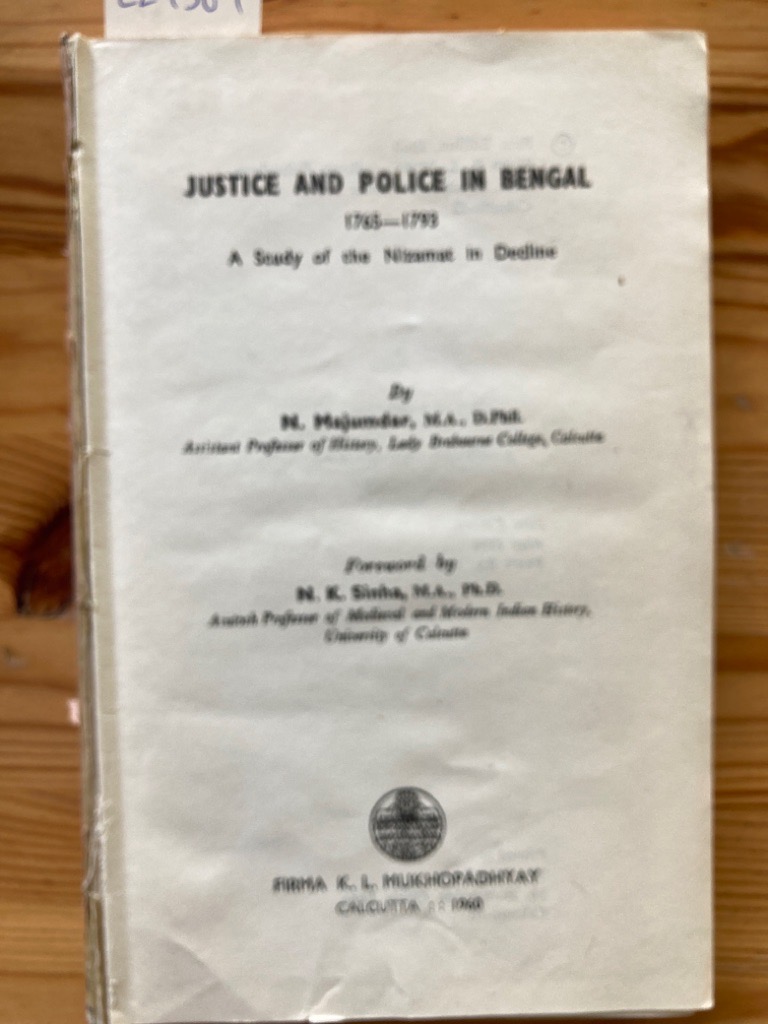 JUSTICE AND POLICE IN BENGAL
1765—1793
A Study of the Nizamat in Decline
By
N. Majumdar, M.A., D.Phil.
Assistant Professor of History, Lady Brabourne College, Calcutta
Foreword by
N. K. Sinha, M.A., Ph.D.
Asutosh Professor of Medieval and Modern Indian History,
University of Calcutta
FIRMA K. L. MUKHOPADHYAY
CALCUTTA :: 1960